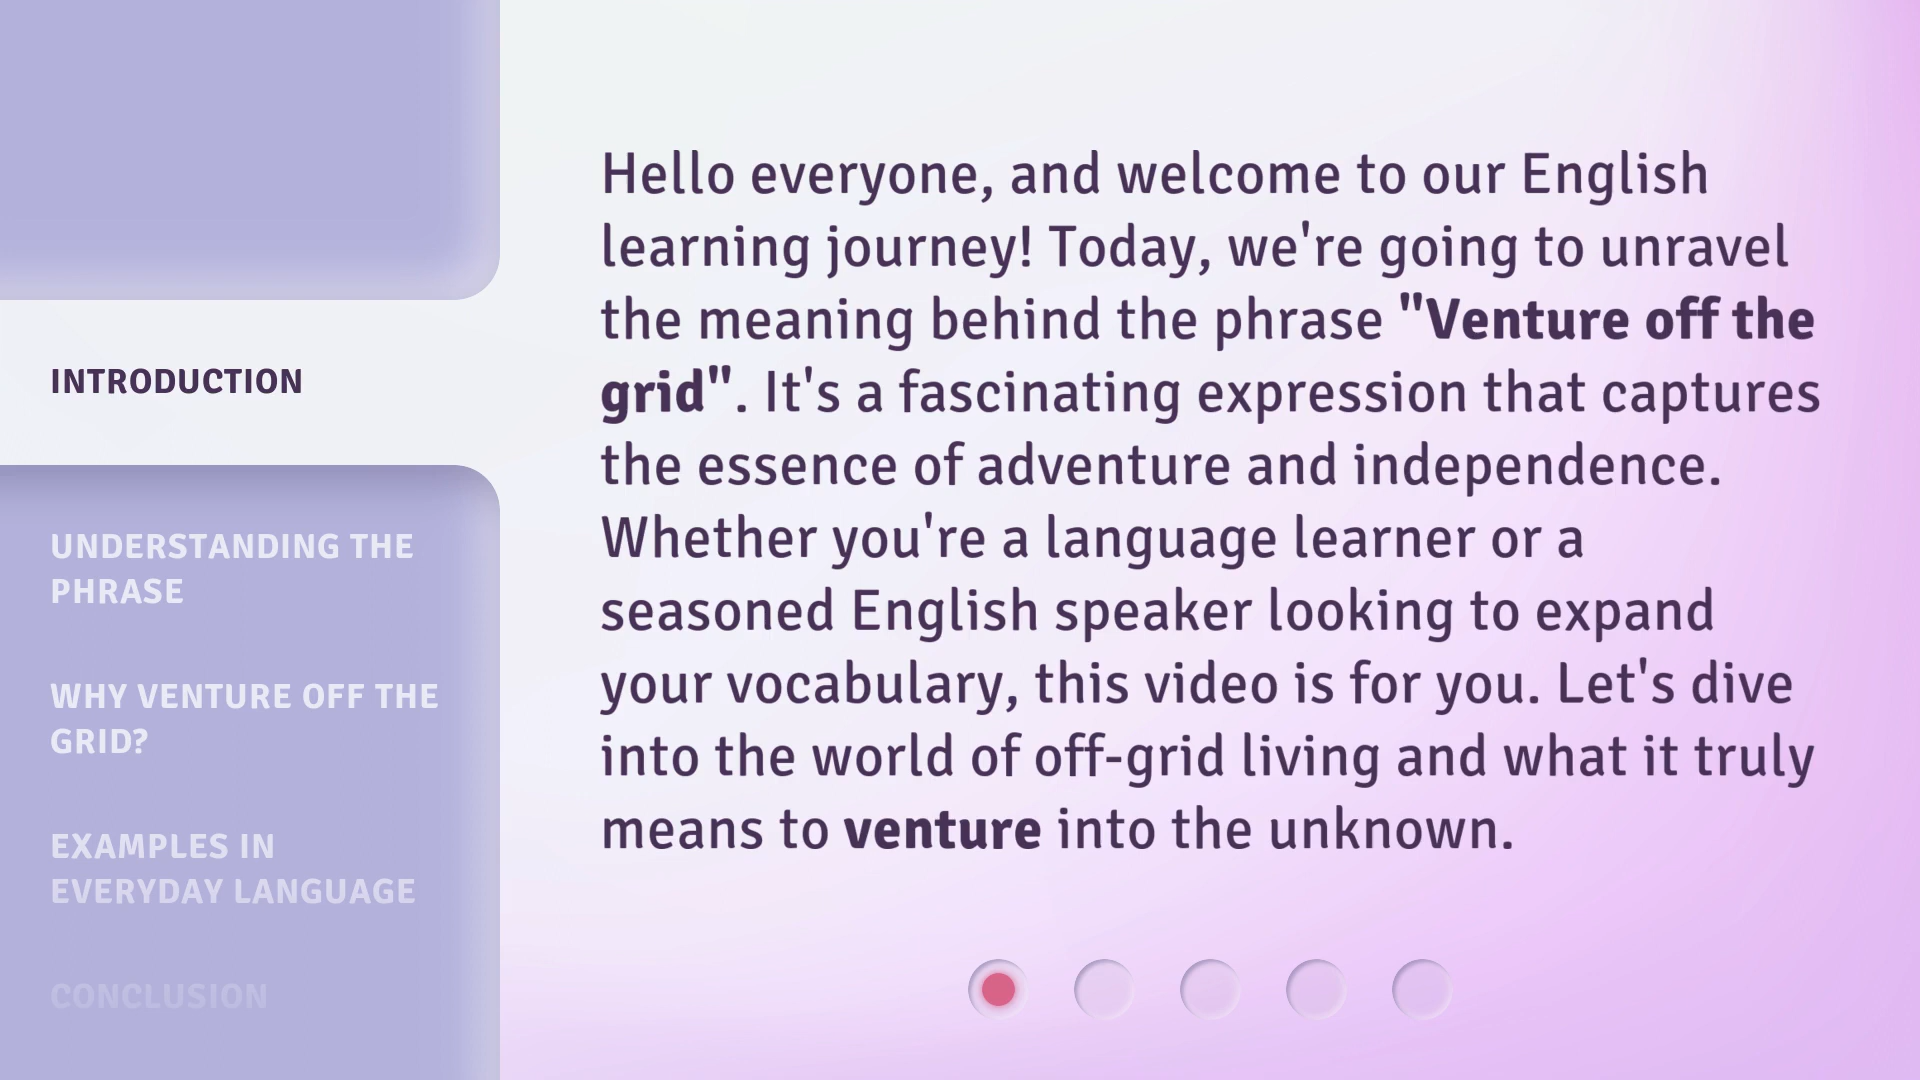 INTRODUCTION
UNDERSTANDING THE
PHRASE
WHY VENTURE OFF THE
GRID?
EXAMPLES IN
EVERYDAY LANGUAGE
CONCLUSION
Hello everyone, and welcome to our English
learning journey! Today, we're going to unravel
the meaning behind the phrase "Venture off the
grid". It's a fascinating expression that captures
the essence of adventure and independence.
Whether you're a language learner or a
seasoned English speaker looking to expand
your vocabulary, this video is for you. Let's dive
into the world of off-grid living and what it truly
means to venture into the unknown.